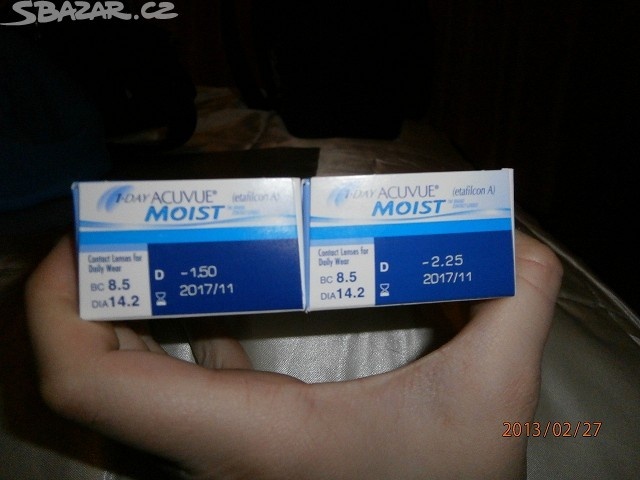 SBAZAR.CZ
1-DAY ACUVUE® (etafilcon A)
MOIST
Contact Lenses for
Daily Wear
BC 8.5
DIA 14.2
D -1.50
2017/11
1-DAY ACUVUE® (etafilcon A)
MOIST
Contact Lenses for
Daily Wear
BC 8.5
DIA 14.2
D -2.25
2017/11
2013/02/27